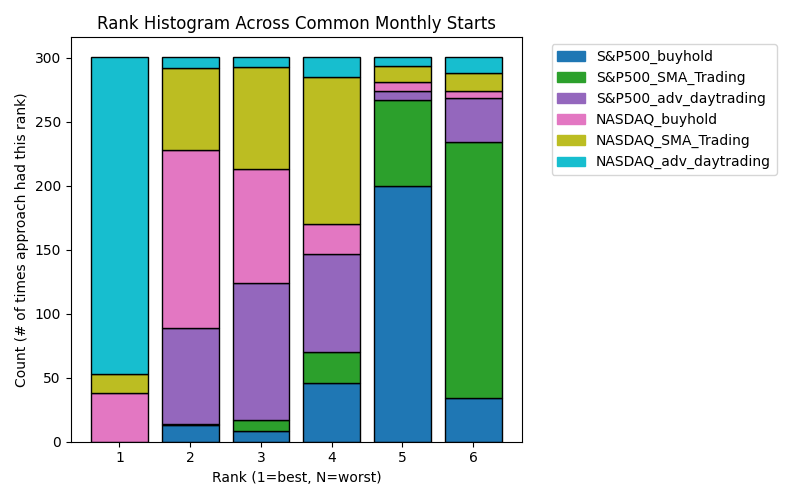 Rank Histogram Across Common Monthly Starts
Count (# of times approach had this rank)
300
250
200
150
100
50
0
1 2 3 4 5 6
Rank (1=best, N=worst)
S&P500_buyhold
S&P500_SMA_Trading
S&P500_adv_daytrading
NASDAQ_buyhold
NASDAQ_SMA_Trading
NASDAQ_adv_daytrading